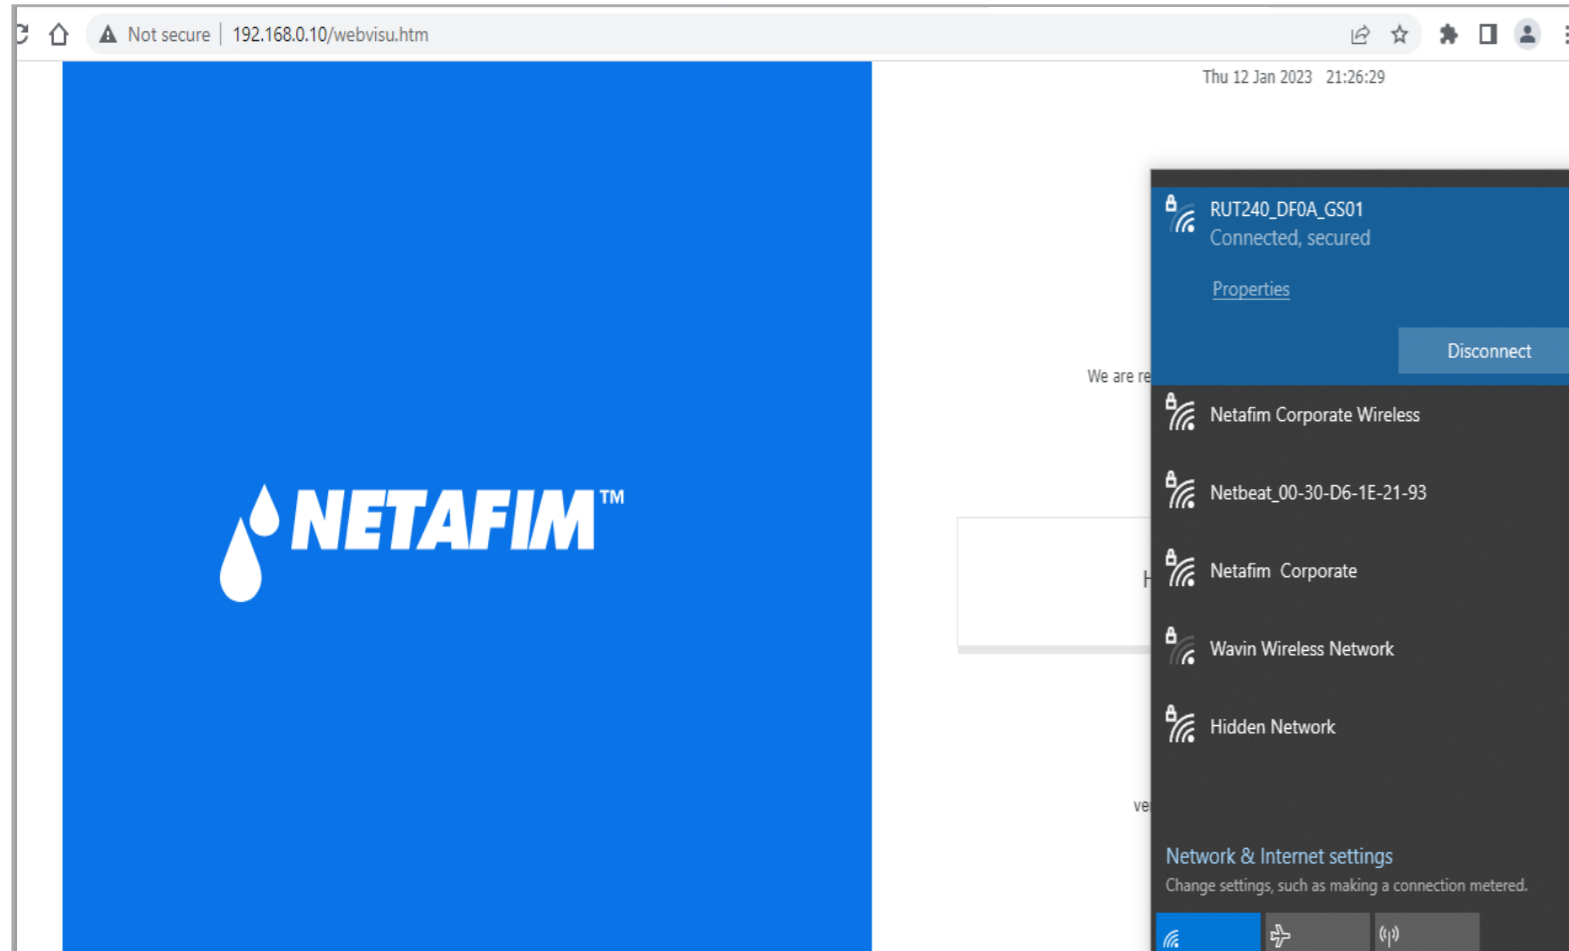 Not secure | 192.168.0.10/webvisu.htm
Thu 12 Jan 2023 21:26:29
We are re
NETAFIM™
H
ve
RUT240_DF0A_GS01
Connected, secured
Properties
Disconnect
Netafim Corporate Wireless
Netbeat_00-30-D6-1E-21-93
Netafim Corporate
Wavin Wireless Network
Hidden Network
Network & Internet settings
Change settings, such as making a connection metered.